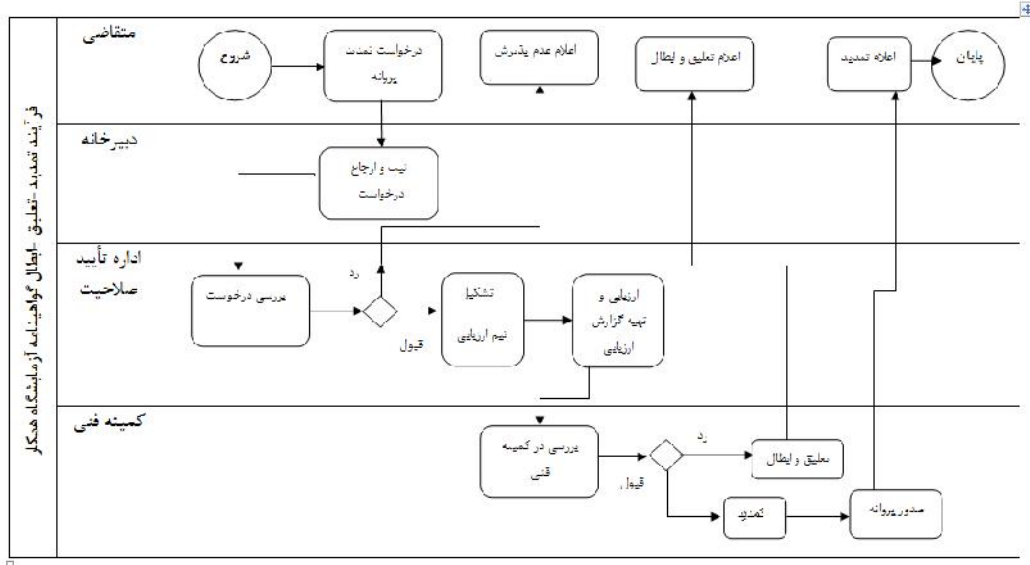 فرآیند تمدید -تعلیق -ابطال گواهینامه آزمایشگاه همکار
متقاضی
شروع
درخواست تمدید
پروانه
اعلام عدم پذیرش
اعلام تعلیق و ابطال
اعلام تمدید
پایان
دبیرخانه
ثبت و ارجاع
درخواست
اداره تأیید
صلاحیت
بررسی درخوست
رد
قبول
تشکیل
تیم ارزیابی
ارزیابی و
تهیه گزارش
ارزیابی
کمیته فنی
بررسی در کمیته
فنی
رد
قبول
تعلیق و ابطال
تمدید
صدور پروانه